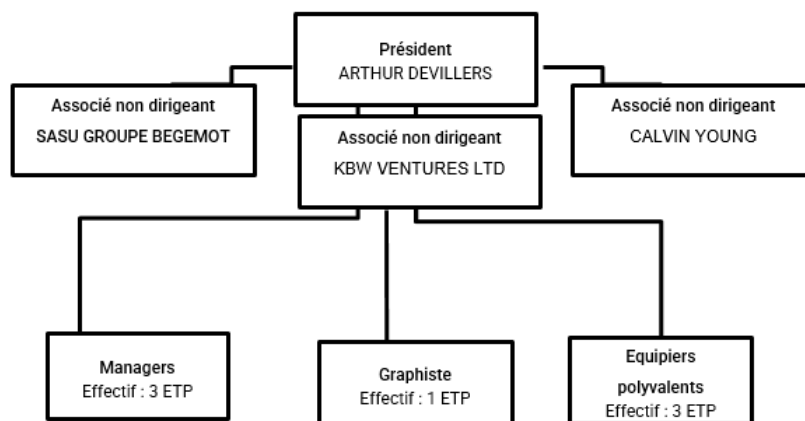 Président
ARTHUR DEVILLERS
Associé non dirigeant
SASU GROUPE BEGEMOT
Associé non dirigeant
KBW VENTURES LTD
Associé non dirigeant
CALVIN YOUNG
Managers
Effectif : 3 ETP
Graphiste
Effectif : 1 ETP
Equipiers
polyvalents
Effectif : 3 ETP